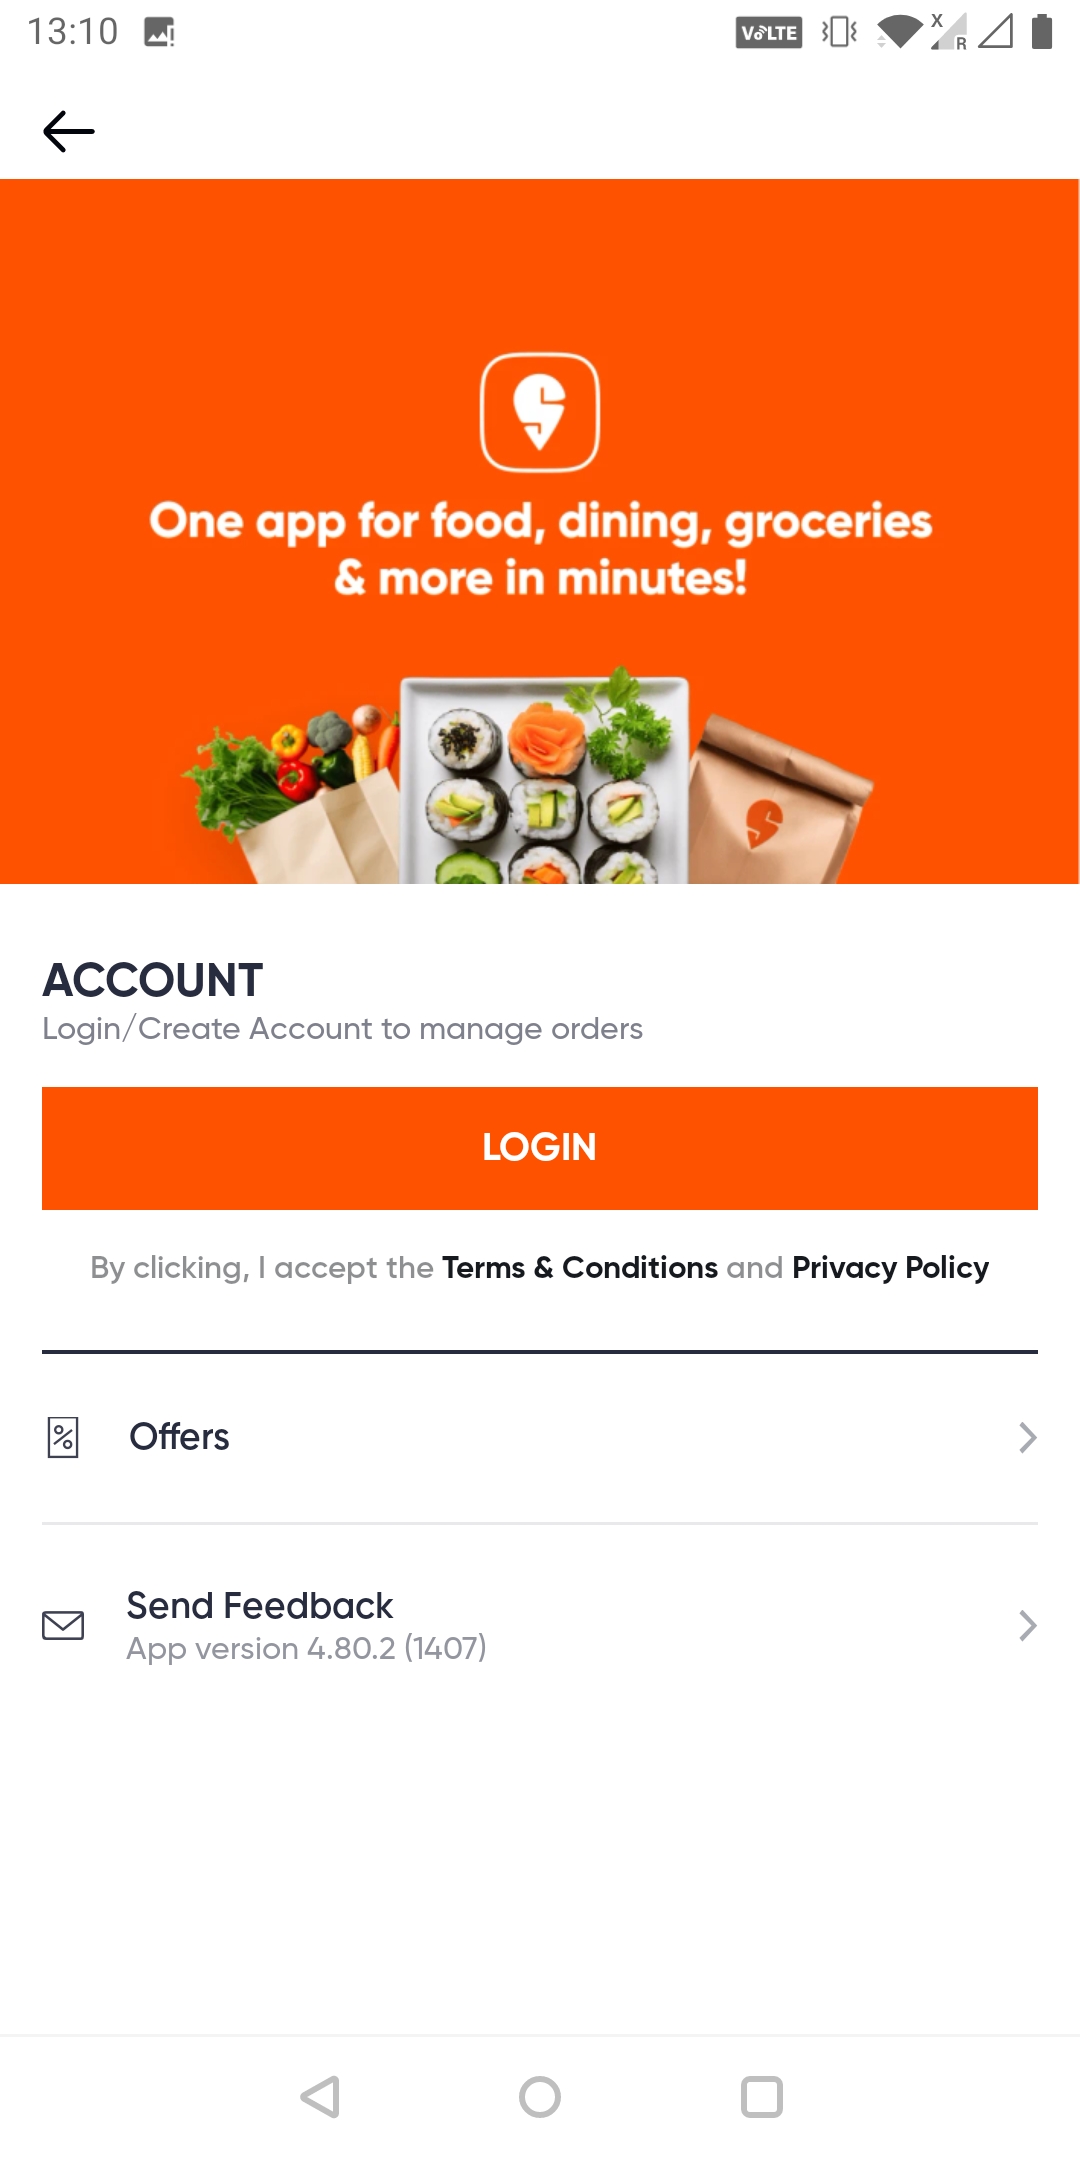 13:10
VoLTE
X
R
One app for food, dining, groceries
& more in minutes!
ACCOUNT
Login/Create Account to manage orders
LOGIN
By clicking, I accept the Terms & Conditions and Privacy Policy
Offers
Send Feedback
App version 4.80.2 (1407)